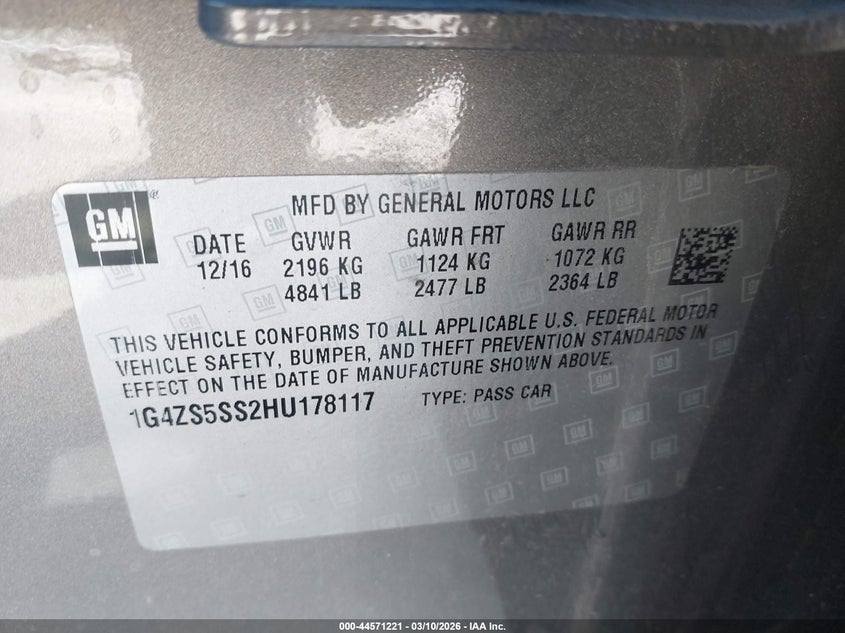 GM
MFD BY GENERAL MOTORS LLC
DATE GVWR GAWR FRT GAWR RR
12/16 2196 KG 1124 KG 1072 KG
4841 LB 2477 LB 2364 LB
THIS VEHICLE CONFORMS TO ALL APPLICABLE U.S. FEDERAL MOTOR
VEHICLE SAFETY, BUMPER, AND THEFT PREVENTION STANDARDS IN
EFFECT ON THE DATE OF MANUFACTURE SHOWN ABOVE.
1G4ZS5SS2HU178117 TYPE: PASS CAR
000-44571221 - 03/10/2026 - IAA Inc.